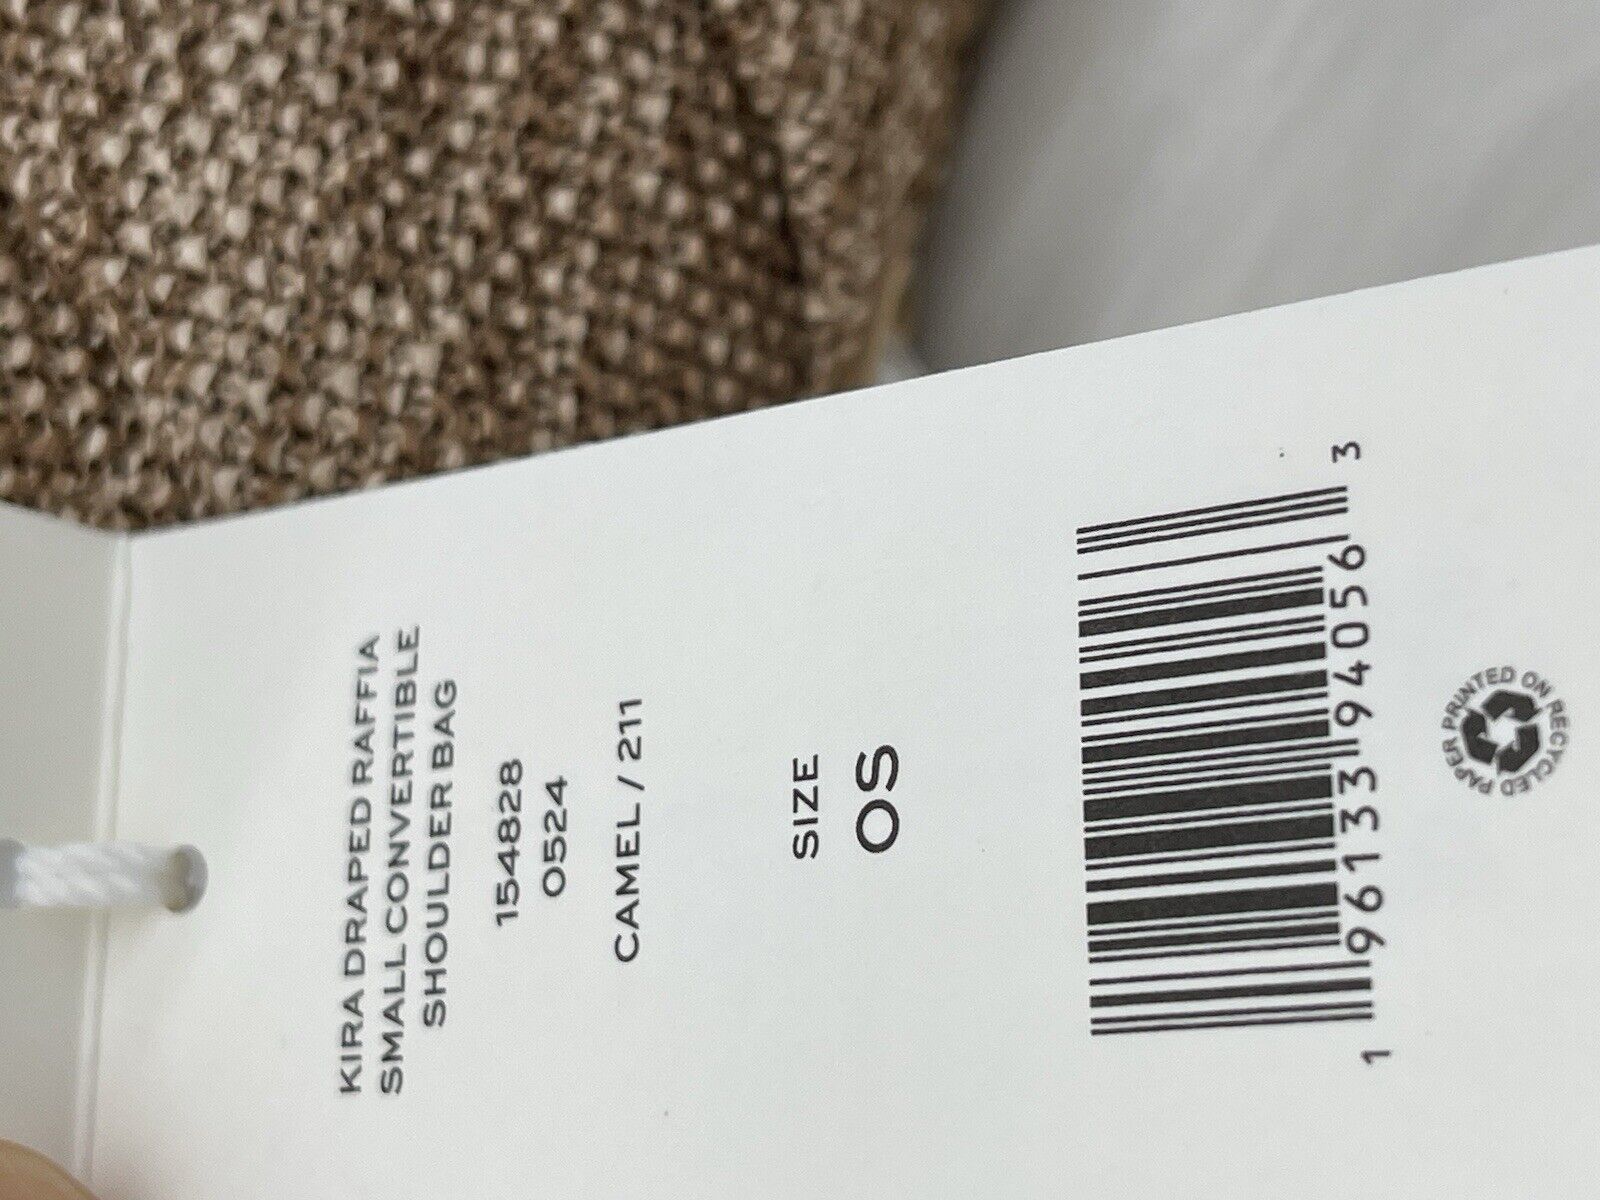 KIRA DRAPED RAFFIA
SMALL CONVERTIBLE
SHOULDER BAG
154828
0524
CAMEL / 211
SIZE
OS
1 96133 94056 3
PRINTED ON RECYCLED PAPER